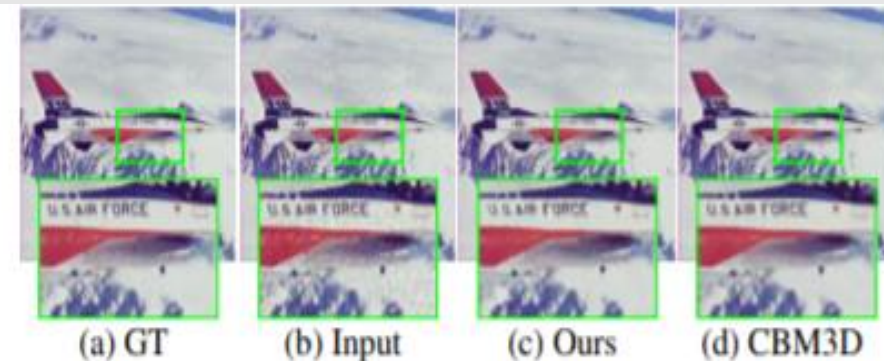 U.S. AIR FORCE U.S. AIR FORCE U.S. AIR FORCE U.S. AIR FORCE
(a) GT (b) Input (c) Ours (d) CBM3D